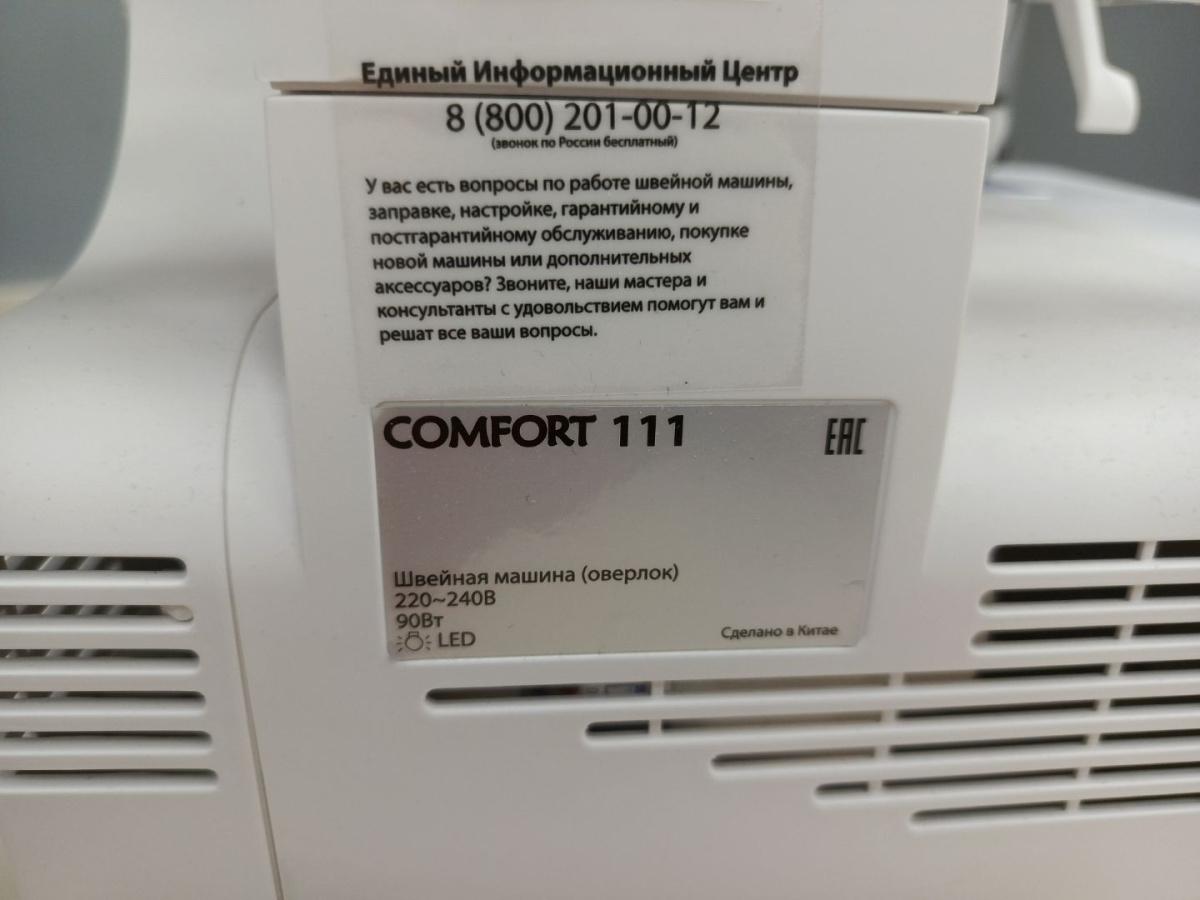 Единый Информационный Центр
8 (800) 201-00-12
(звонок по России бесплатный)
У вас есть вопросы по работе швейной машины,
заправке, настройке, гарантийному и
постгарантийному обслуживанию, покупке
новой машины или дополнительных
аксессуаров? Звоните, наши мастера и
консультанты с удовольствием помогут вам и
решат все ваши вопросы.
COMFORT 111
EAC
Швейная машина (оверлок)
220~240В
90Вт
LED
Сделано в Китае